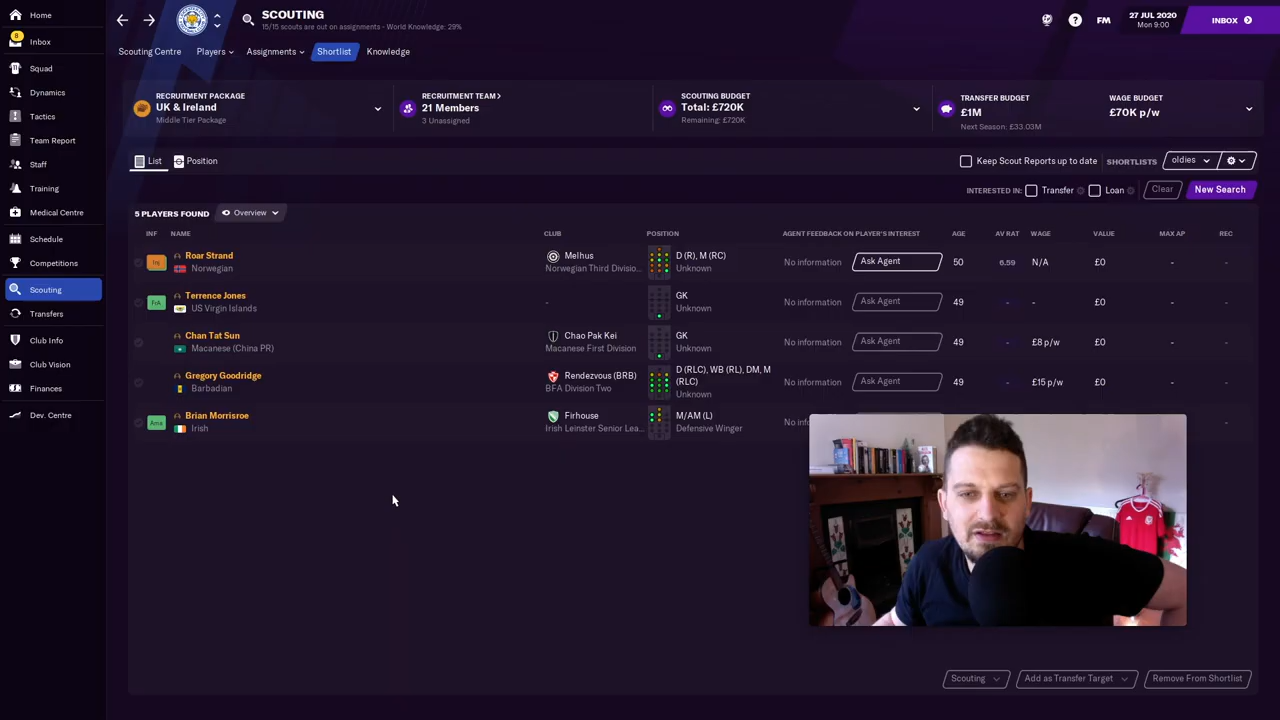 Home
8
Inbox
Squad
Dynamics
Tactics
Team Report
Staff
Training
Medical Centre
Schedule
Competitions
Scouting
Transfers
Club Info
Club Vision
Finances
Dev. Centre
SCOUTING
15/15 scouts are out on assignments - World Knowledge: 29%
?
FM
27 JUL 2020
Mon 9:00
INBOX
Scouting Centre
Players
Assignments
Shortlist
Knowledge
RECRUITMENT PACKAGE
UK & Ireland
Middle Tier Package
RECRUITMENT TEAM >
21 Members
3 Unassigned
SCOUTING BUDGET
Total: £720K
Remaining: £720K
TRANSFER BUDGET
£1M
Next Season: £33.03M
WAGE BUDGET
£70K p/w
List
Position
Keep Scout Reports up to date
SHORTLISTS
oldies
INTERESTED IN:
Transfer
Loan
Clear
New Search
5 PLAYERS FOUND
Overview
INF NAME CLUB POSITION AGENT FEEDBACK ON PLAYER'S INTEREST AGE AV RAT WAGE VALUE MAX AP REC
Inj Roar Strand Melhus D (R), M (RC) No information Ask Agent 50 6.59 N/A £0 - -
Norwegian Norwegian Third Divisio... Unknown
FrA Terrence Jones - GK No information Ask Agent 49 - - £0 - -
US Virgin Islands Unknown
Chan Tat Sun Chao Pak Kei GK No information Ask Agent 49 - £8 p/w £0 - -
Macanese (China PR) Macanese First Division Unknown
Gregory Goodridge Rendezvous (BRB) D (RLC), WB (RL), DM, M (RLC) No information Ask Agent 49 - £15 p/w £0 - -
Barbadian BFA Division Two Unknown
Ama Brian Morrisroe Firhouse M/AM (L) No info -
Irish Irish Leinster Senior Lea... Defensive Winger
Scouting
Add as Transfer Target
Remove From Shortlist